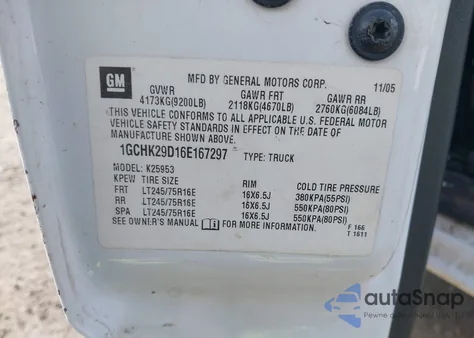 GM
MFD BY GENERAL MOTORS CORP. 11/05
GVWR GAWR FRT GAWR RR
4173KG(9200LB) 2118KG(4670LB) 2760KG(6084LB)
THIS VEHICLE CONFORMS TO ALL APPLICABLE U.S. FEDERAL MOTOR
VEHICLE SAFETY STANDARDS IN EFFECT ON THE DATE OF
MANUFACTURE SHOWN ABOVE.
1GCHK29D16E167297 TYPE: TRUCK
MODEL: K25953
KPEW TIRE SIZE RIM COLD TIRE PRESSURE
FRT LT245/75R16E 16X6.5J 380KPA(55PSI)
RR LT245/75R16E 16X6.5J 550KPA(80PSI)
SPA LT245/75R16E 16X6.5J 550KPA(80PSI)
SEE OWNER'S MANUAL FOR MORE INFORMATION. F 166
T 1611
autoSnap